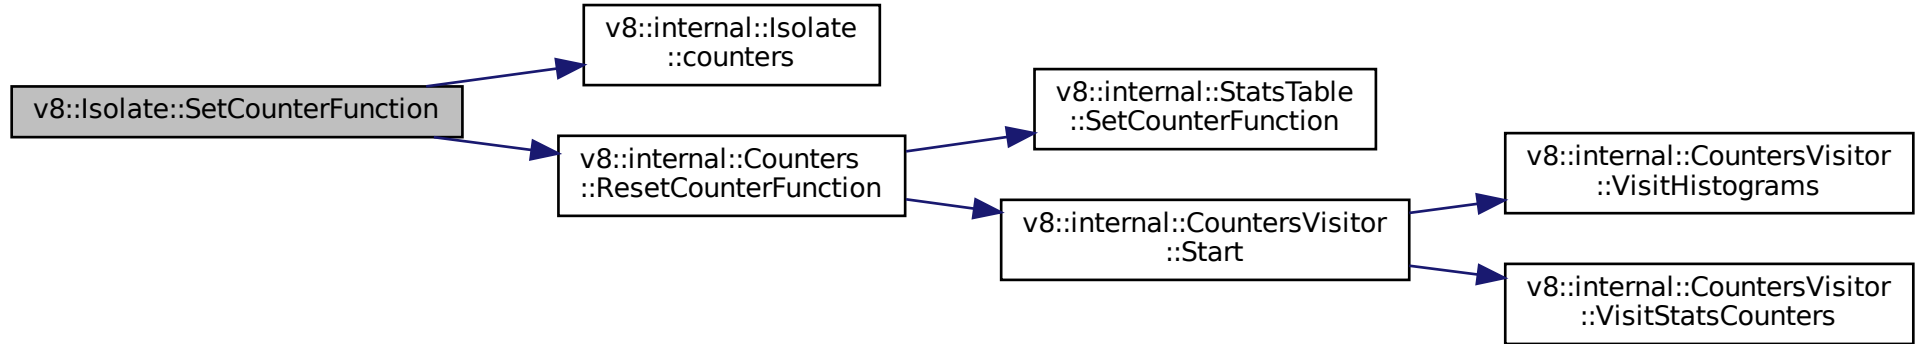 v8::internal::Isolate
::counters
v8::Isolate::SetCounterFunction
v8::internal::Counters
::ResetCounterFunction
v8::internal::StatsTable
::SetCounterFunction
v8::internal::CountersVisitor
::Start
v8::internal::CountersVisitor
::VisitHistograms
v8::internal::CountersVisitor
::VisitStatsCounters